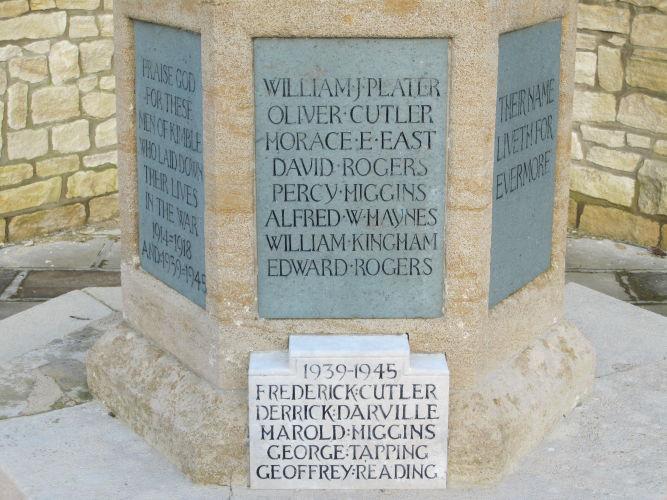 PRAISE GOD
FOR THESE
MEN OF KIMBLE
WHO LAID DOWN
THEIR LIVES
IN THE WAR
1914=1918
AND 1939=1945
WILLIAM·J·PLATER
OLIVER·CUTLER
HORACE·E·EAST
DAVID·ROGERS
PERCY·MIGGINS
ALFRED·W·HAYNES
WILLIAM·KINGHAM
EDWARD·ROGERS
THEIR NAME
LIVETH FOR
EVERMORE
1939-1945
FREDERICK·CUTLER
DERRICK·DARVILLE
HAROLD·MIGGINS
GEORGE·TAPPING
GEOFFREY·READING